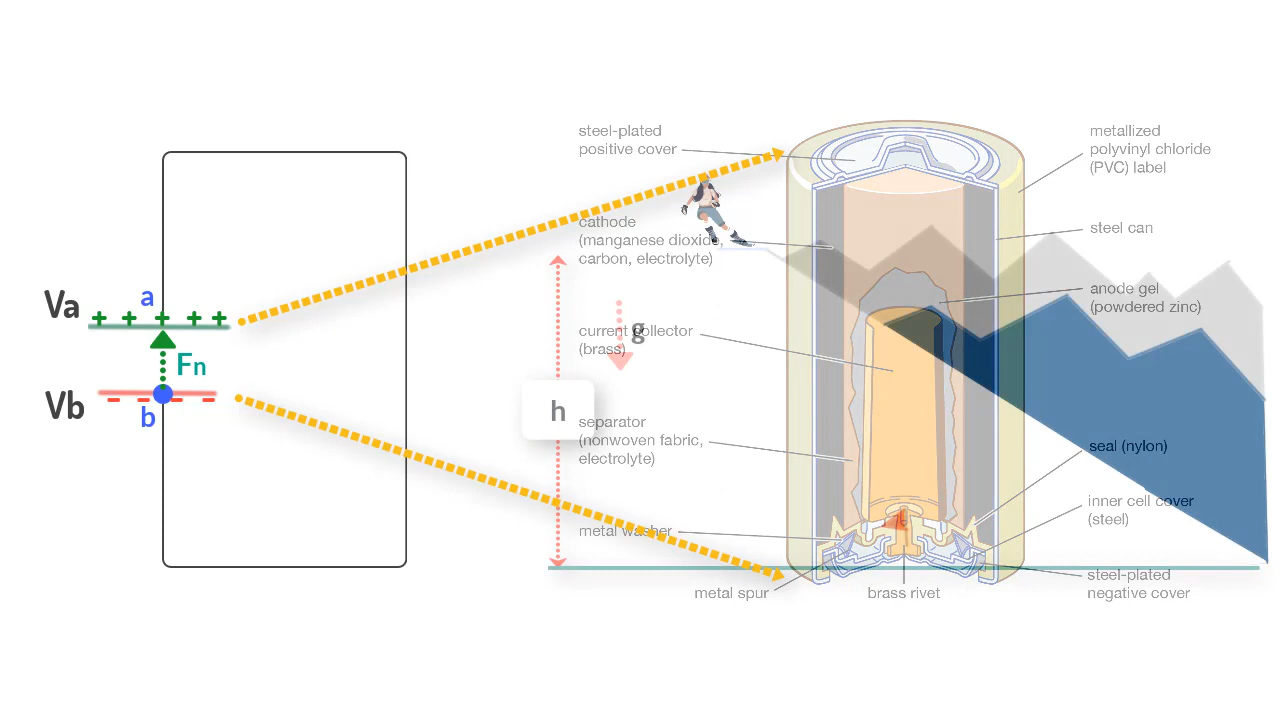 Va
a
+ + + + +
Fn
Vb
b
h
g
steel-plated
positive cover
cathode
(manganese dioxide,
carbon, electrolyte)
current collector
(brass)
separator
(nonwoven fabric,
electrolyte)
metal washer
metal spur
brass rivet
metallized
polyvinyl chloride
(PVC) label
steel can
anode gel
(powdered zinc)
seal (nylon)
inner cell cover
(steel)
steel-plated
negative cover